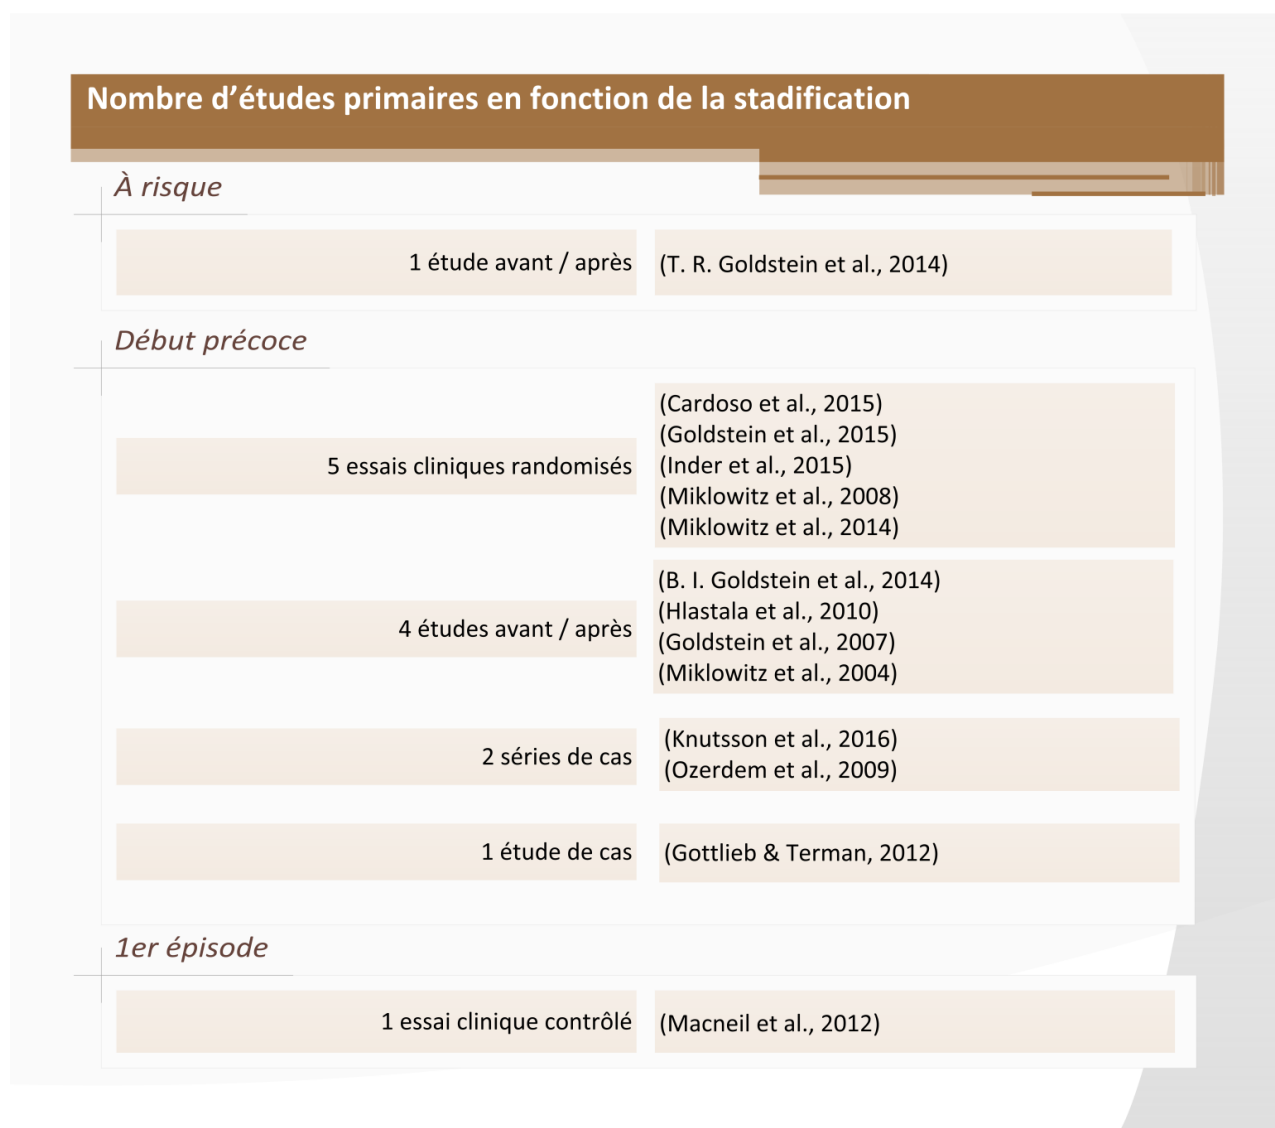 Nombre d’études primaires en fonction de la stadification
À risque
1 étude avant / après
(T. R. Goldstein et al., 2014)
Début précoce
5 essais cliniques randomisés
(Cardoso et al., 2015)
(Goldstein et al., 2015)
(Inder et al., 2015)
(Miklowitz et al., 2008)
(Miklowitz et al., 2014)
4 études avant / après
(B. I. Goldstein et al., 2014)
(Hlastala et al., 2010)
(Goldstein et al., 2007)
(Miklowitz et al., 2004)
2 séries de cas
(Knutsson et al., 2016)
(Ozerdem et al., 2009)
1 étude de cas
(Gottlieb & Terman, 2012)
1er épisode
1 essai clinique contrôlé
(Macneil et al., 2012)